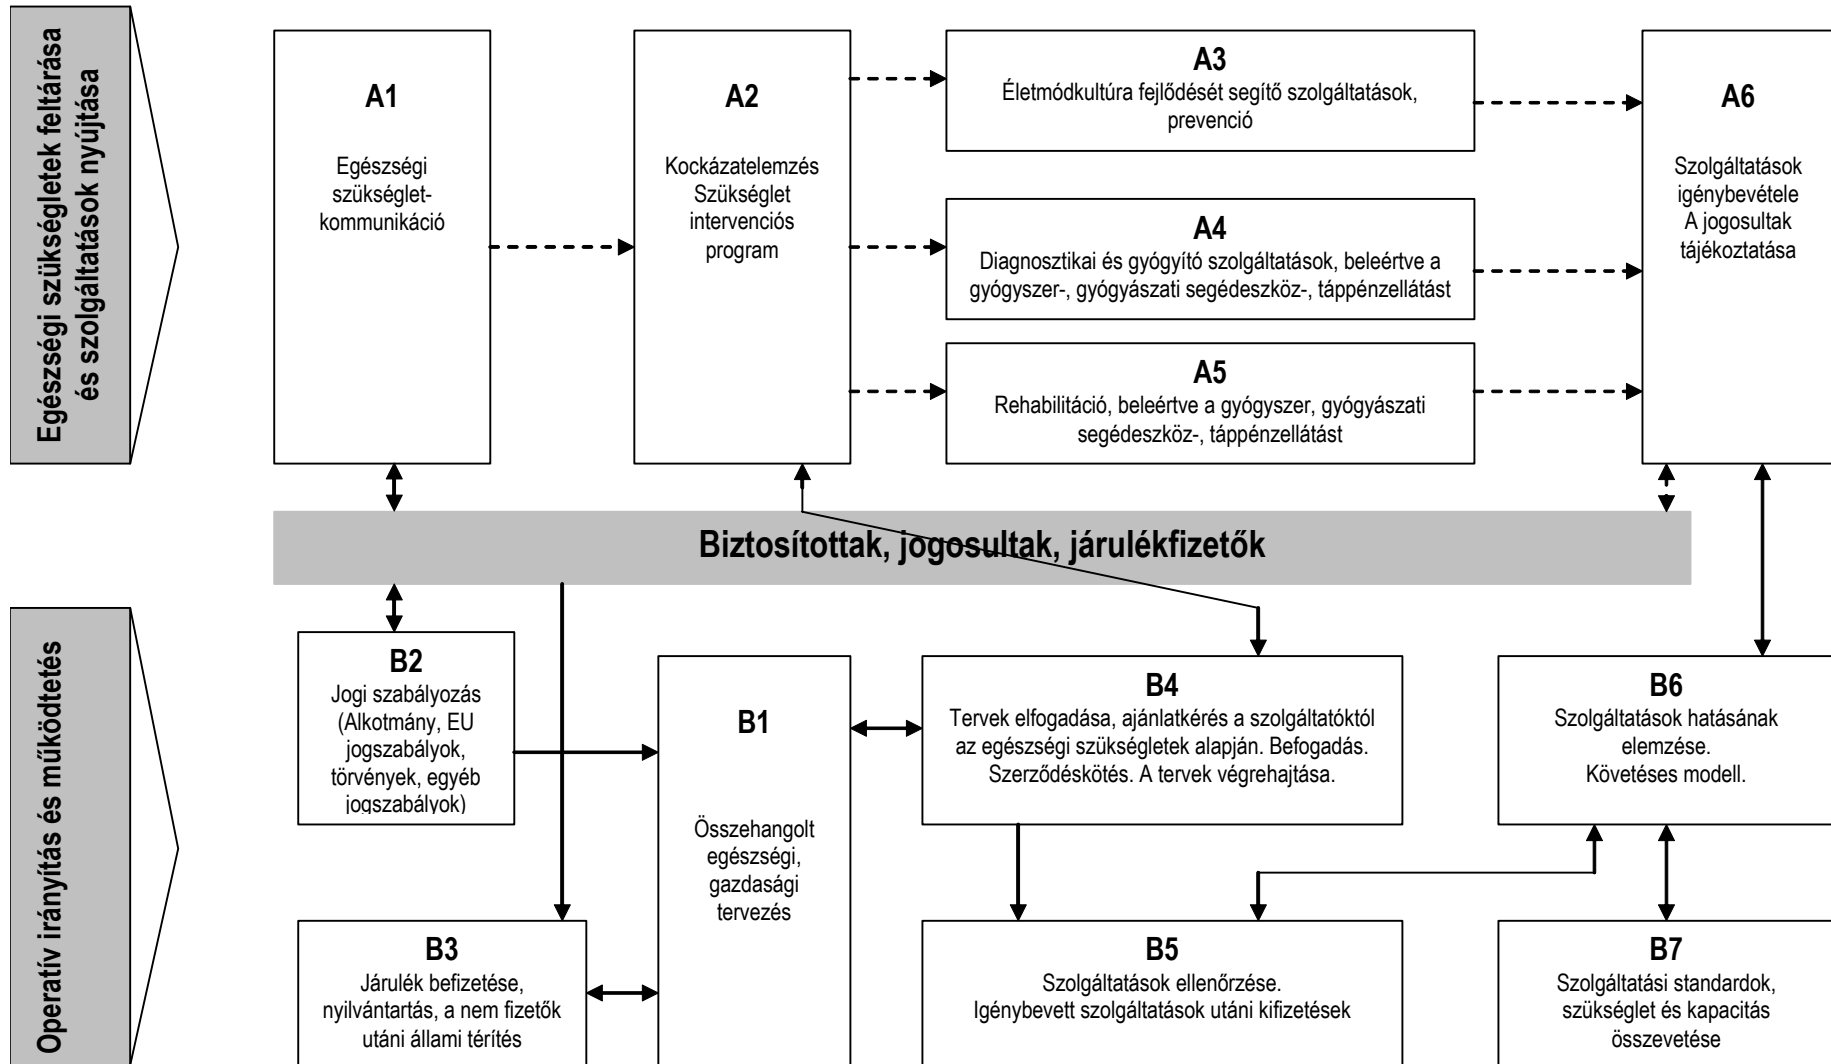 Egészségi szükségletek feltárása
és szolgáltatások nyújtása
A1
Egészségi
szükséglet-
kommunikáció
A2
Kockázatelemzés
Szükséglet
intervenciós
program
A3
Életmódkultúra fejlődését segítő szolgáltatások,
prevenció
A4
Diagnosztikai és gyógyító szolgáltatások, beleértve a
gyógyszer-, gyógyászati segédeszköz-, táppénzellátást
A5
Rehabilitáció, beleértve a gyógyszer, gyógyászati
segédeszköz-, táppénzellátást
A6
Szolgáltatások
igénybevétele
A jogosultak
tájékoztatása
Biztosítottak, jogosultak, járulékfizetők
Operatív irányítás és működtetés
B2
Jogi szabályozás
(Alkotmány, EU
jogszabályok,
törvények, egyéb
jogszabályok)
B1
Összehangolt
egészségi,
gazdasági
tervezés
B4
Tervek elfogadása, ajánlatkérés a szolgáltatóktól
az egészségi szükségletek alapján. Befogadás.
Szerződéskötés. A tervek végrehajtása.
B6
Szolgáltatások hatásának
elemzése.
Követéses modell.
B3
Járulék befizetése,
nyilvántartás, a nem fizetők
utáni állami térítés
B5
Szolgáltatások ellenőrzése.
Igénybevett szolgáltatások utáni kifizetések
B7
Szolgáltatási standardok,
szükséglet és kapacitás
összevetése